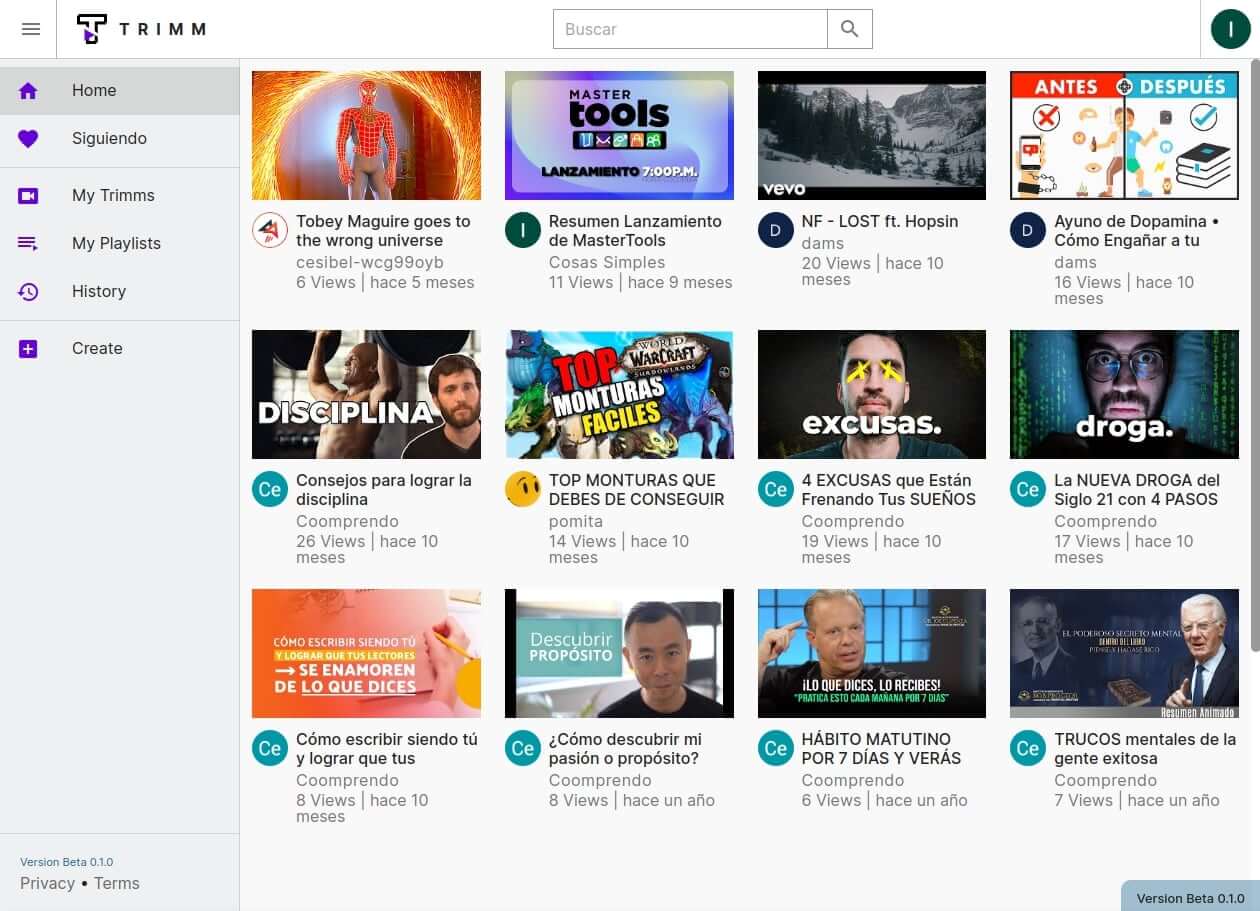 TRIMM
Buscar
I
Home
Siguiendo
My Trimms
My Playlists
History
Create
Version Beta 0.1.0
Privacy • Terms
MASTER
tools
LANZAMIENTO 7:00P.M.
vevo
ANTES
DESPUÉS
Tobey Maguire goes to
the wrong universe
cesibel-wcg99oyb
6 Views | hace 5 meses
I
Resumen Lanzamiento
de MasterTools
Cosas Simples
11 Views | hace 9 meses
D
NF - LOST ft. Hopsin
dams
20 Views | hace 10
meses
D
Ayuno de Dopamina •
Cómo Engañar a tu
dams
16 Views | hace 10
meses
DISCIPLINA
TOP
MONTURAS
FACILES
WORLD
WARCRAFT
SHADOWLANDS
excusas.
droga.
Ce
Consejos para lograr la
disciplina
Coomprendo
26 Views | hace 10
meses
TOP MONTURAS QUE
DEBES DE CONSEGUIR
pomita
14 Views | hace 10
meses
Ce
4 EXCUSAS que Están
Frenando Tus SUEÑOS
Coomprendo
19 Views | hace 10
meses
Ce
La NUEVA DROGA del
Siglo 21 con 4 PASOS
Coomprendo
17 Views | hace 10
meses
CÓMO ESCRIBIR SIENDO TÚ
Y LOGRAR QUE TUS LECTORES
→ SE ENAMOREN
DE LO QUE DICES
Descubrir
PROPÓSITO
¡LO QUE DICES, LO RECIBES!
"PRATICA ESTO CADA MAÑANA POR 7 DIAS"
EL PODEROSO SECRETO MENTAL
DENTRO DEL LIBRO
PIENSE Y HAGASE RICO
BOB PROCTOR
Resumen Animado
Ce
Cómo escribir siendo tú
y lograr que tus
Coomprendo
8 Views | hace 10
meses
Ce
¿Cómo descubrir mi
pasión o propósito?
Coomprendo
8 Views | hace un año
Ce
HÁBITO MATUTINO
POR 7 DÍAS Y VERÁS
Coomprendo
6 Views | hace un año
Ce
TRUCOS mentales de la
gente exitosa
Coomprendo
7 Views | hace un año
Version Beta 0.1.0